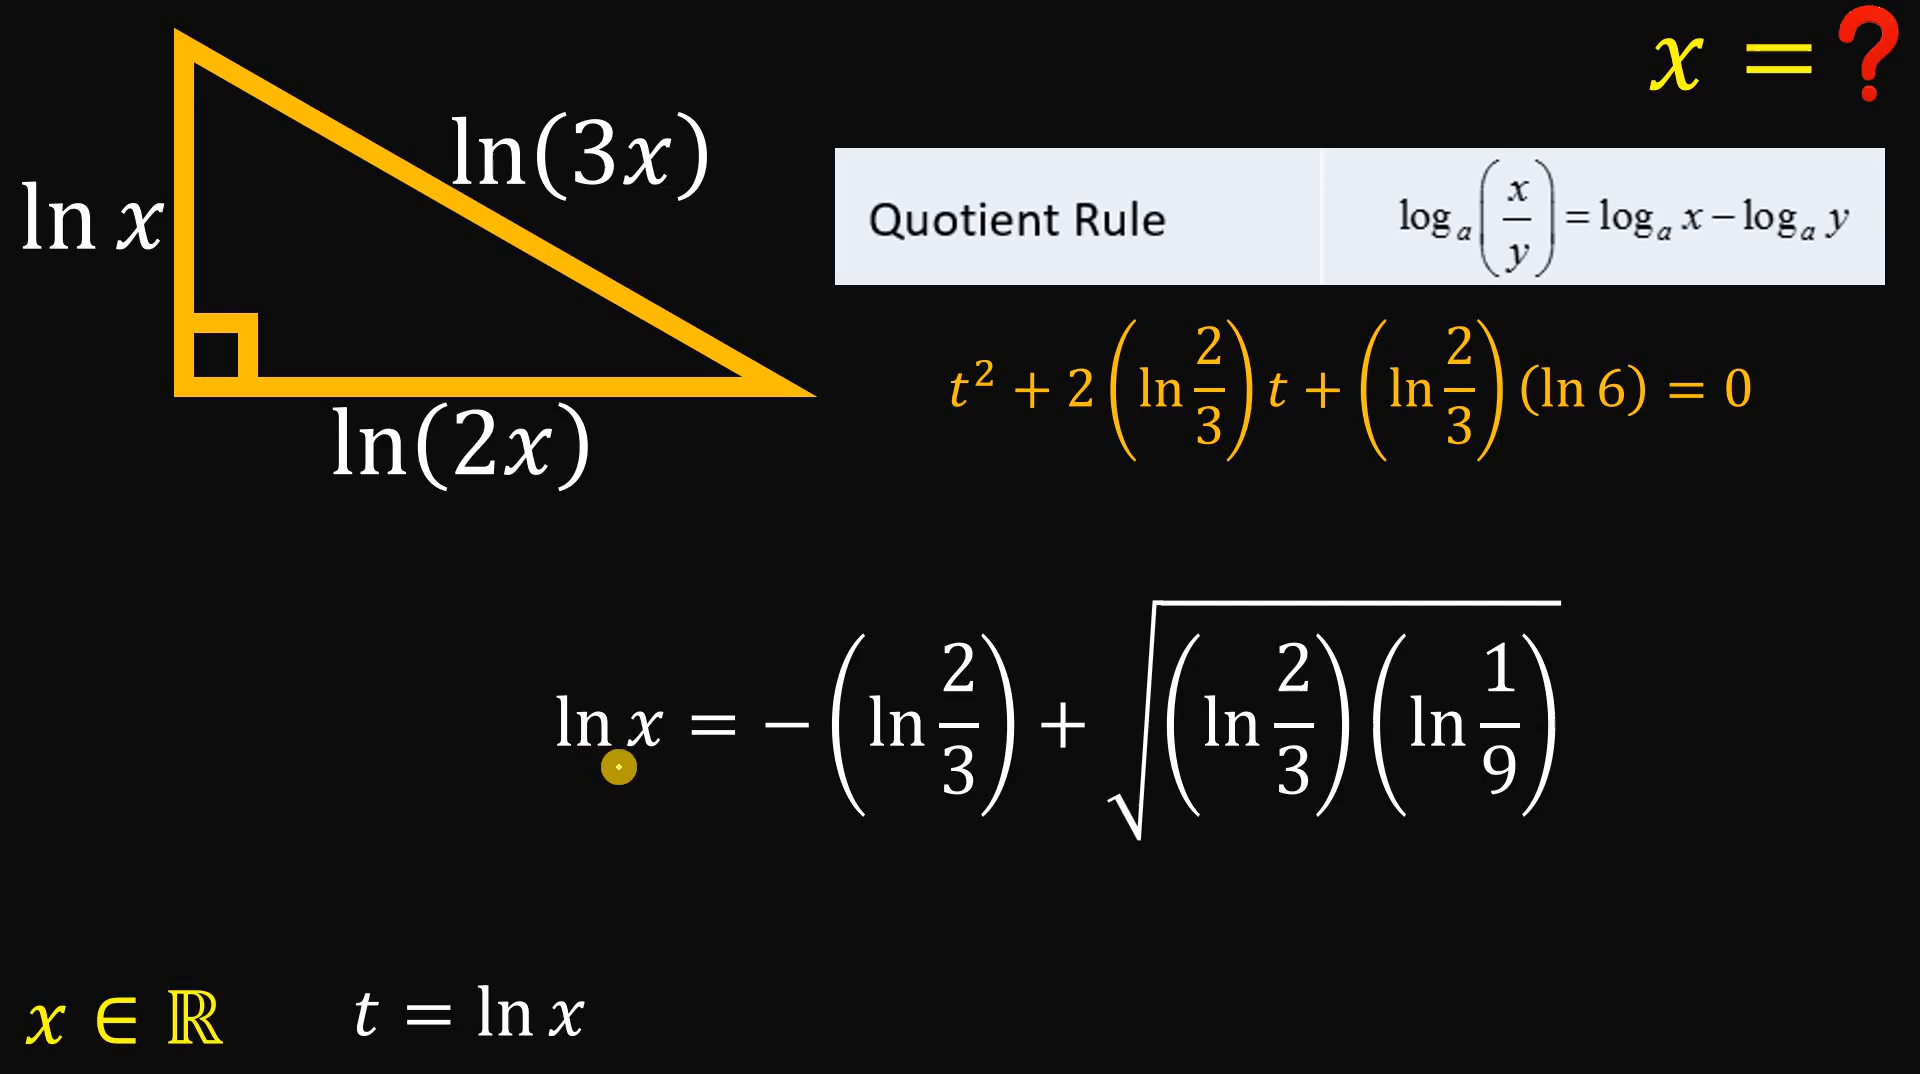 x = ❓
ln x
ln(3x)
ln(2x)
Quotient Rule log_a(x/y) = log_a x − log_a y
t² + 2(ln 2/3)t + (ln 2/3)(ln 6) = 0
ln x = −(ln 2/3) + √((ln 2/3)(ln 1/9))
x ∈ ℝ t = ln x